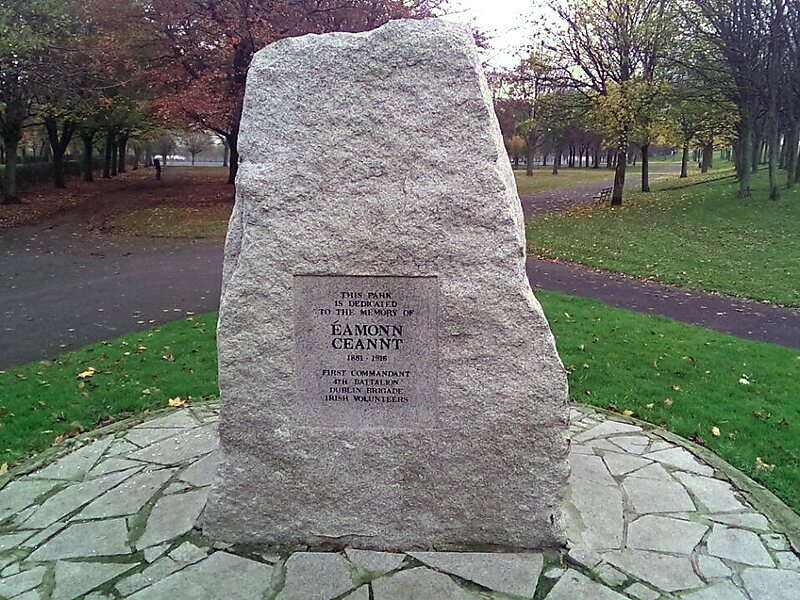 THIS PARK
IS DEDICATED
TO THE MEMORY OF
ÉAMONN
CEANNT
1881 - 1916
FIRST COMMANDANT
4TH BATTALION
DUBLIN BRIGADE
IRISH VOLUNTEERS